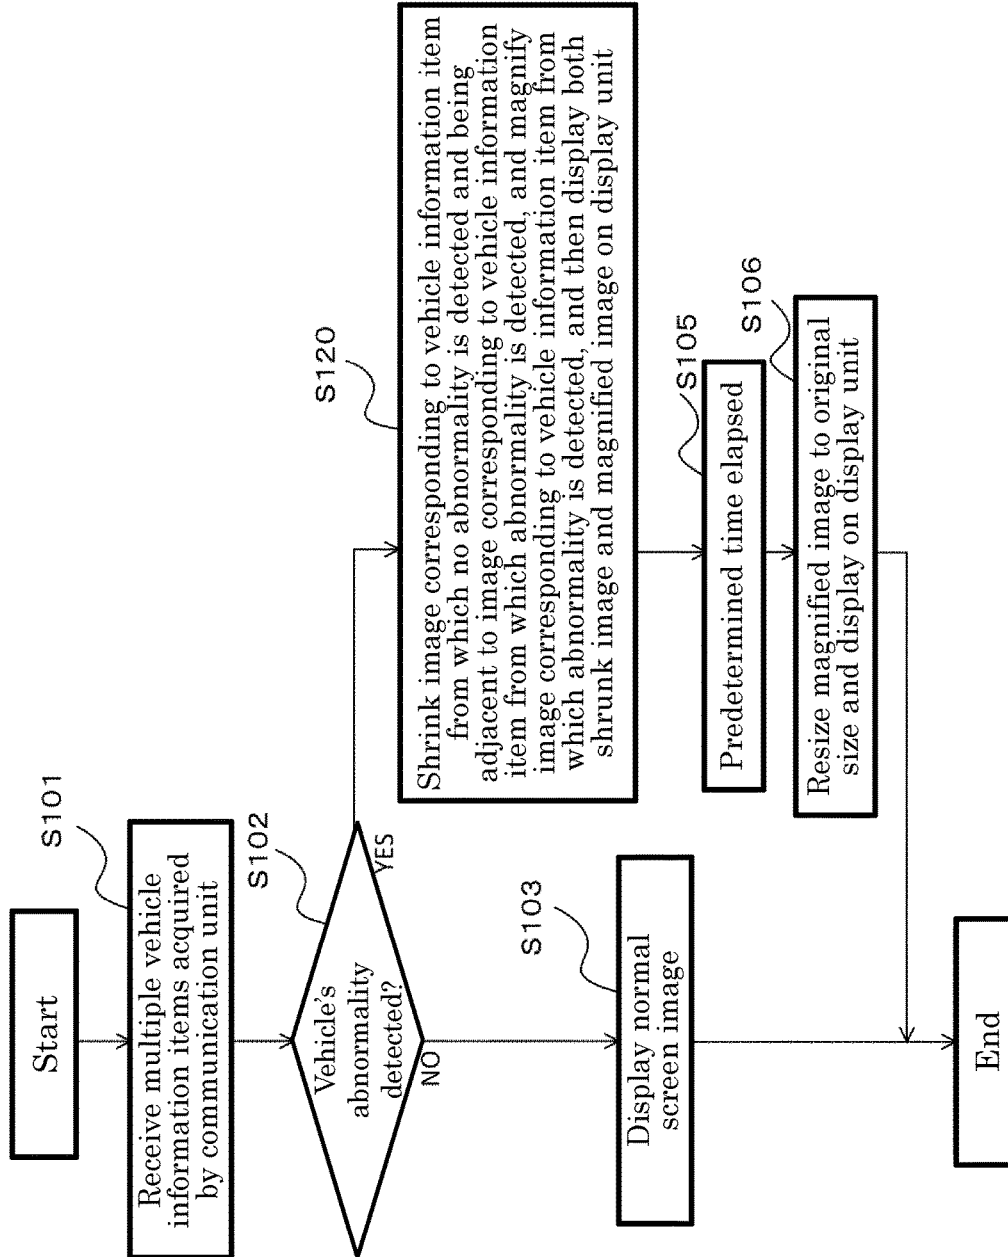 Start
S101
Receive multiple vehicle
information items acquired
by communication unit
S102
Vehicle's
abnormality
detected?
YES
NO
S120
Shrink image corresponding to vehicle information item
from which no abnormality is detected and being
adjacent to image corresponding to vehicle information
item from which abnormality is detected, and magnify
image corresponding to vehicle information item from
which abnormality is detected, and then display both
shrunk image and magnified image on display unit
S103
Display normal
screen image
S105
Predetermined time elapsed
S106
Resize magnified image to original
size and display on display unit
End